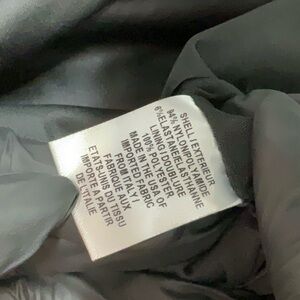 SHELL/EXTERIEUR
94% NYLON/POLYAMIDE
6%ELASTANE/ELASTHANNE
LINING/DOUBLURE
100% POLYESTER
MADE IN THE USA OF
IMPORTED FABRIC
FROM ITALY/
FABRIQUE AUX
ETATS-UNIS DU TISSU
IMPORTE A PARTIR
DE L'ITALIE